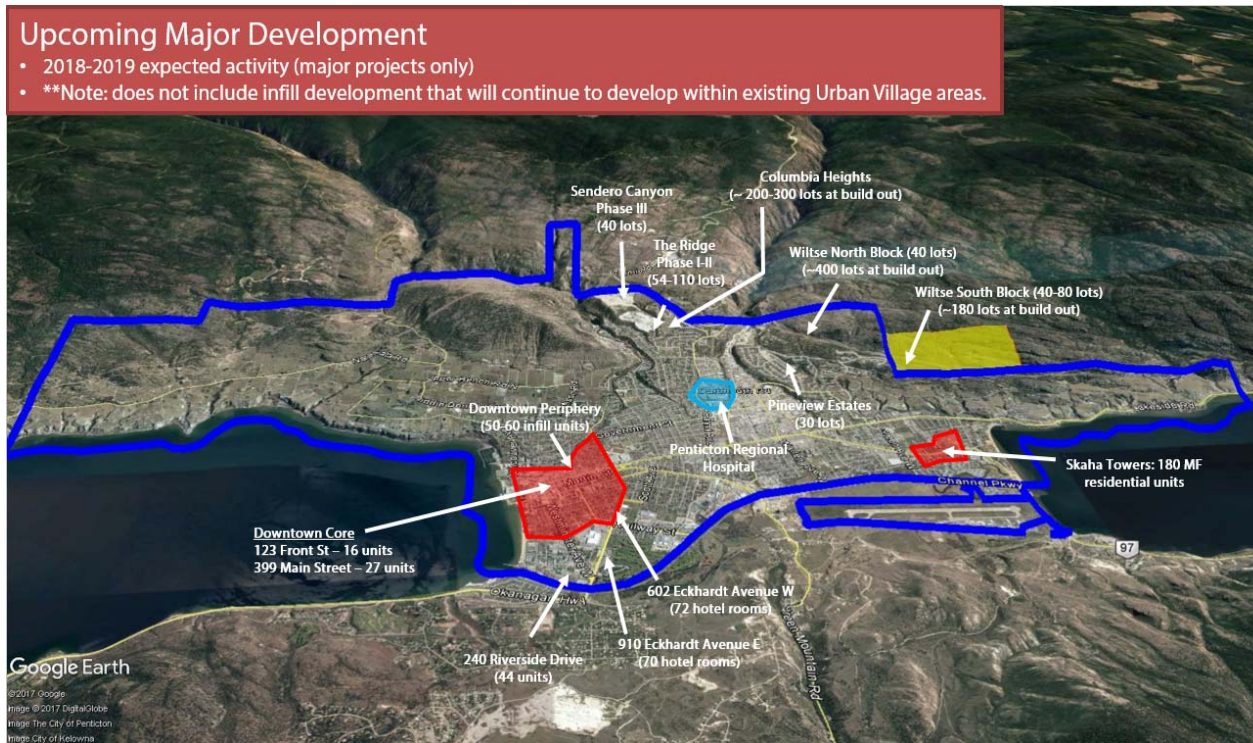 Upcoming Major Development
• 2018-2019 expected activity (major projects only)
• **Note: does not include infill development that will continue to develop within existing Urban Village areas.
Columbia Heights
(~ 200-300 lots at build out)
Sendero Canyon
Phase III
(40 lots)
The Ridge
Phase I-II
(54-110 lots)
Wiltse North Block (40 lots)
(~400 lots at build out)
Wiltse South Block (40-80 lots)
(~180 lots at build out)
Downtown Periphery
(50-60 infill units)
Pineview Estates
(30 lots)
Penticton Regional
Hospital
Lakeside Rd
Skaha Towers: 180 MF
residential units
Channel Pkwy
Downtown Core
123 Front St – 16 units
399 Main Street – 27 units
97
Okanagan Hwy
602 Eckhardt Avenue W
(72 hotel rooms)
910 Eckhardt Avenue E
(70 hotel rooms)
240 Riverside Drive
(44 units)
Green Mountain Rd
Google Earth
© 2017 Google
Image © 2017 DigitalGlobe
Image The City of Penticton
Image City of Kelowna